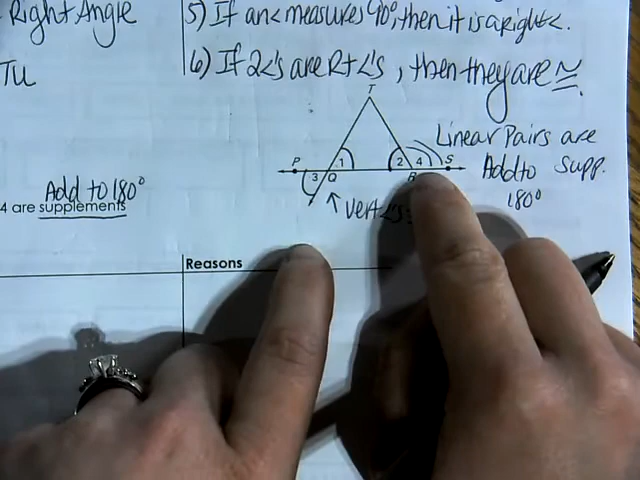 Right Angle
5) If an < measures 90°, then it is a right <.
TU
6) If 2 <'s are Rt <'s, then they are ≅.
T
Linear Pairs are
P 3 Q 1 2 4 S
Add to Supp.
180°
Add to 180°
4 are supplements
↑ Vert <'s
Reasons